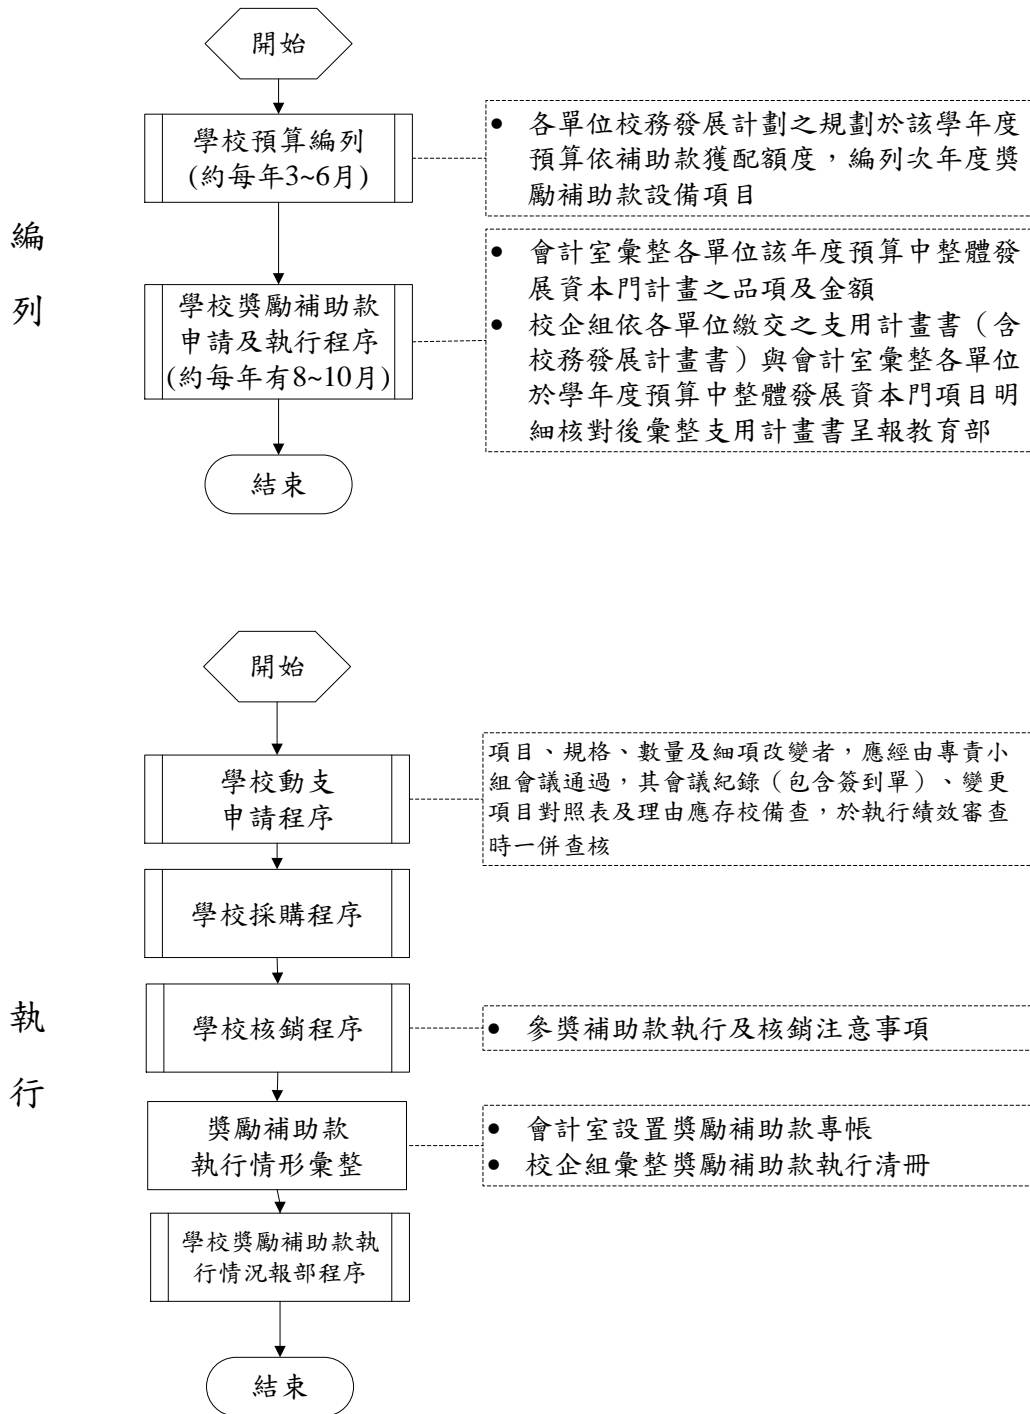 開始
學校預算編列
(約每年3~6月)
• 各單位校務發展計劃之規劃於該學年度
預算依補助款獲配額度，編列次年度獎
勵補助款設備項目
編
列
學校獎勵補助款
申請及執行程序
(約每年有8~10月)
• 會計室彙整各單位該年度預算中整體發
展資本門計畫之品項及金額
• 校企組依各單位繳交之支用計畫書（含
校務發展計畫書）與會計室彙整各單位
於學年度預算中整體發展資本門項目明
細核對後彙整支用計畫書呈報教育部
結束
開始
學校動支
申請程序
項目、規格、數量及細項改變者，應經由專責小
組會議通過，其會議紀錄（包含簽到單）、變更
項目對照表及理由應存校備查，於執行績效審查
時一併查核
學校採購程序
執
行
學校核銷程序
• 參獎補助款執行及核銷注意事項
獎勵補助款
執行情形彙整
• 會計室設置獎勵補助款專帳
• 校企組彙整獎勵補助款執行清冊
學校獎勵補助款執
行情況報部程序
結束